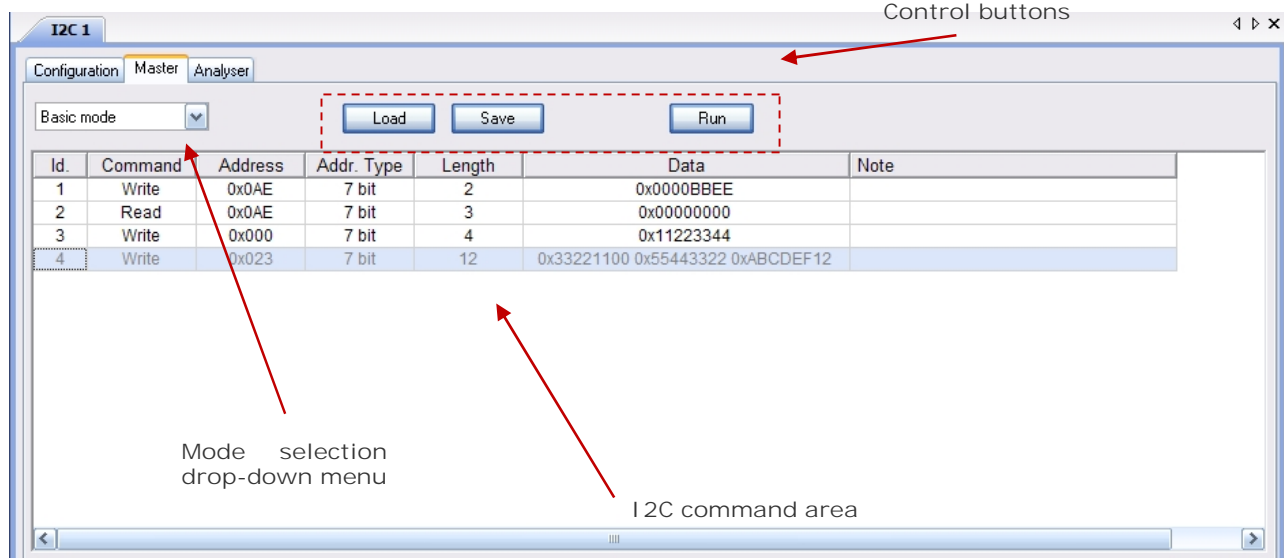 Control buttons
I2C 1
Configuration Master Analyser
Basic mode Load Save Run
Id. Command Address Addr. Type Length Data Note
1 Write 0x0AE 7 bit 2 0x0000BBEE
2 Read 0x0AE 7 bit 3 0x00000000
3 Write 0x000 7 bit 4 0x11223344
4 Write 0x023 7 bit 12 0x33221100 0x55443322 0xABCDEF12
Mode selection
drop-down menu
I2C command area